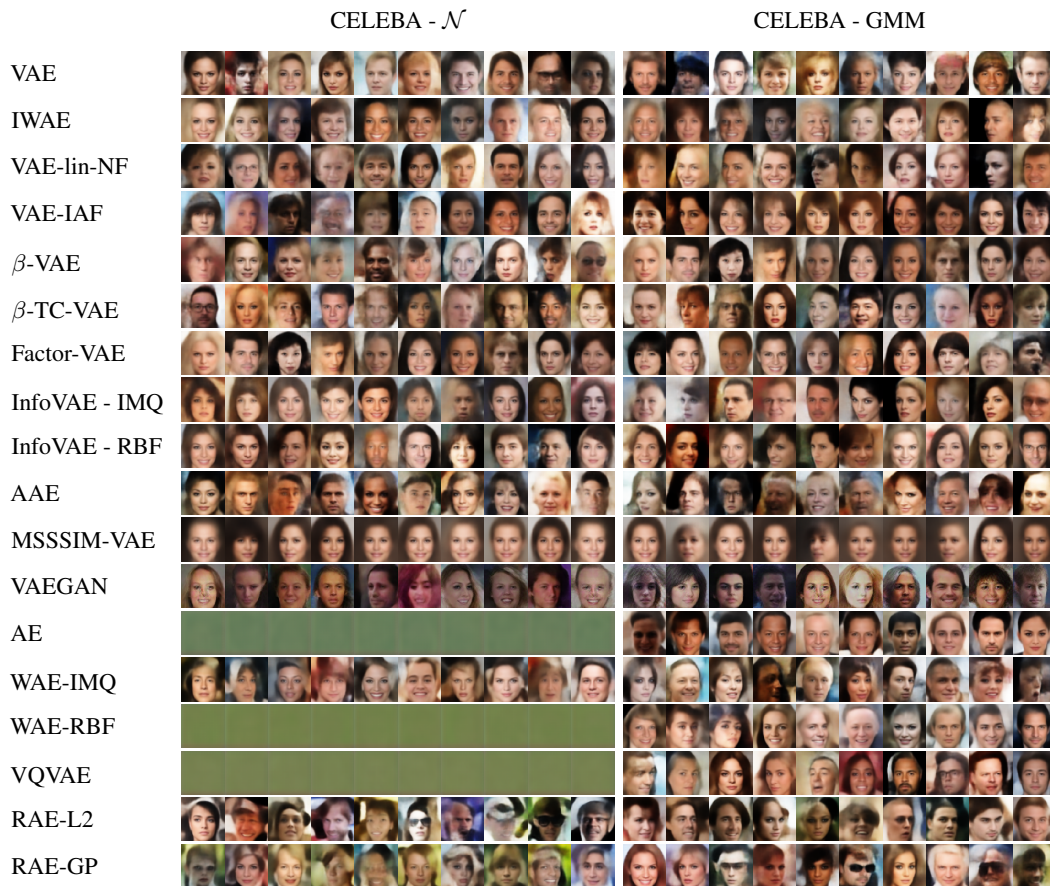 CELEBA - 𝒩 CELEBA - GMM
VAE
IWAE
VAE-lin-NF
VAE-IAF
β-VAE
β-TC-VAE
Factor-VAE
InfoVAE - IMQ
InfoVAE - RBF
AAE
MSSSIM-VAE
VAEGAN
AE
WAE-IMQ
WAE-RBF
VQVAE
RAE-L2
RAE-GP